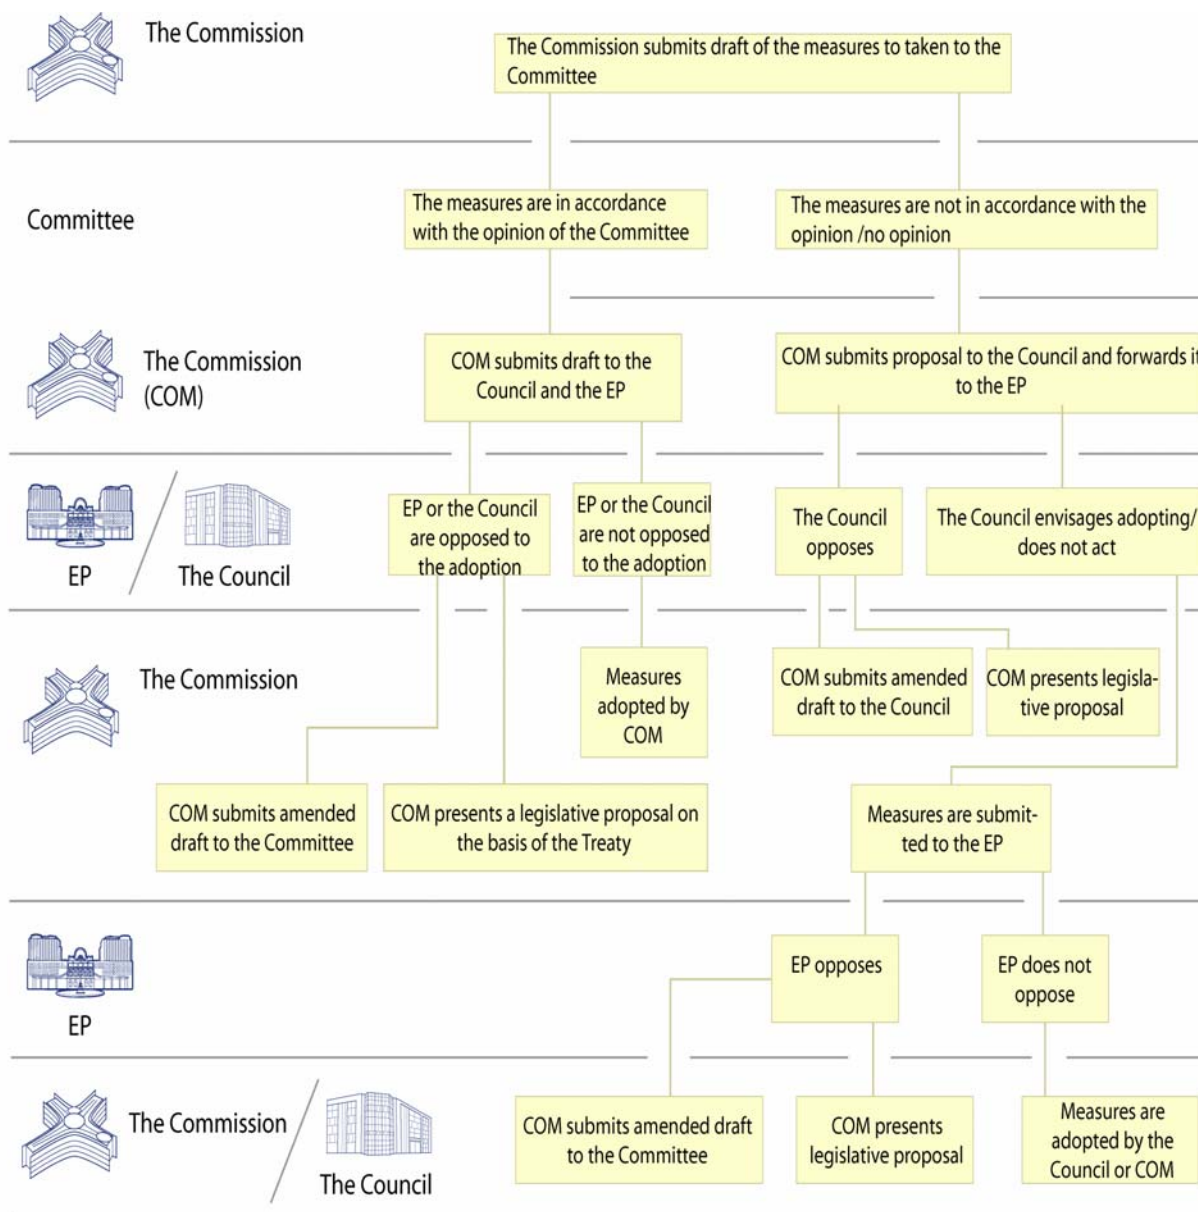 The Commission
The Commission submits draft of the measures to taken to the
Committee
Committee
The measures are in accordance
with the opinion of the Committee
The measures are not in accordance with the
opinion /no opinion
The Commission
(COM)
COM submits draft to the
Council and the EP
COM submits proposal to the Council and forwards it
to the EP
EP
The Council
EP or the Council
are opposed to
the adoption
EP or the Council
are not opposed
to the adoption
The Council
opposes
The Council envisages adopting/
does not act
The Commission
Measures
adopted by
COM
COM submits amended
draft to the Council
COM presents legisla-
tive proposal
COM submits amended
draft to the Committee
COM presents a legislative proposal on
the basis of the Treaty
Measures are submit-
ted to the EP
EP
EP opposes
EP does not
oppose
The Commission
The Council
COM submits amended draft
to the Committee
COM presents
legislative proposal
Measures are
adopted by the
Council or COM